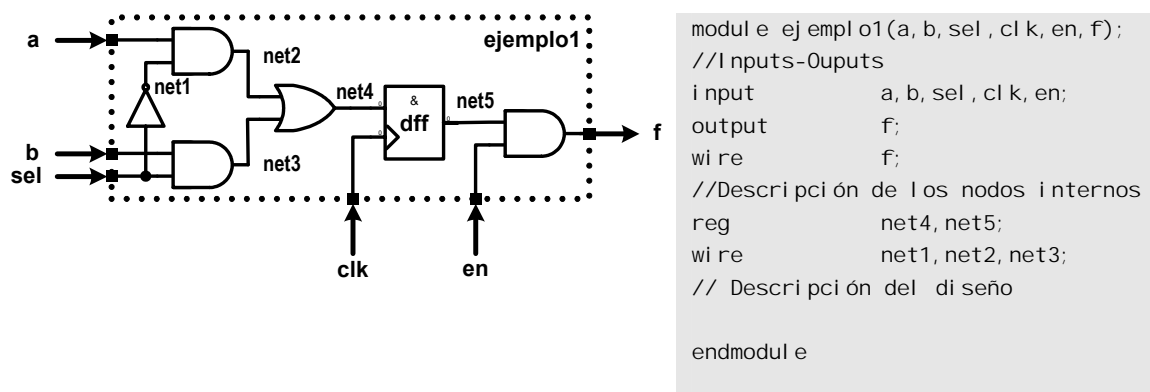 ejemplo1
a
net2
net1
net4
net5
&
dff
f
b
net3
sel
clk
en
module ejemplo1(a,b,sel,clk,en,f);
//Inputs-Ouputs
input a,b,sel,clk,en;
output f;
wire f;
//Descripción de los nodos internos
reg net4,net5;
wire net1,net2,net3;
// Descripción del diseño
endmodule